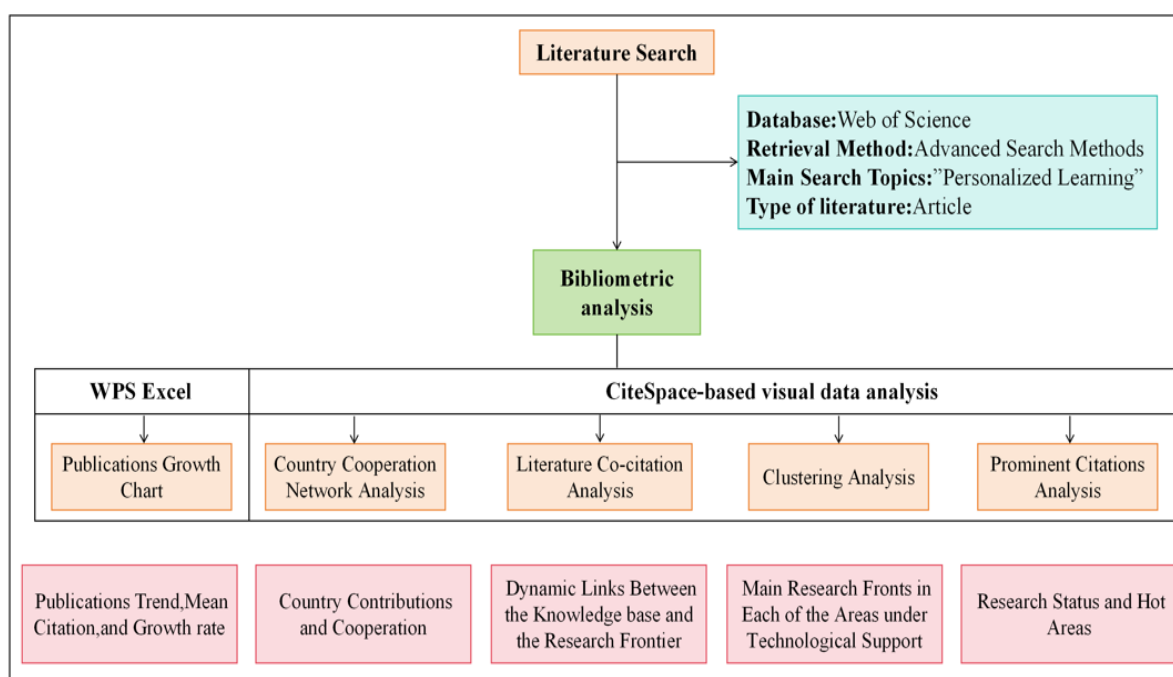 Literature Search
Database:Web of Science
Retrieval Method:Advanced Search Methods
Main Search Topics:”Personalized Learning”
Type of literature:Article
Bibliometric
analysis
WPS Excel
CiteSpace-based visual data analysis
Publications Growth
Chart
Country Cooperation
Network Analysis
Literature Co-citation
Analysis
Clustering Analysis
Prominent Citations
Analysis
Publications Trend,Mean
Citation,and Growth rate
Country Contributions
and Cooperation
Dynamic Links Between
the Knowledge base and
the Research Frontier
Main Research Fronts in
Each of the Areas under
Technological Support
Research Status and Hot
Areas